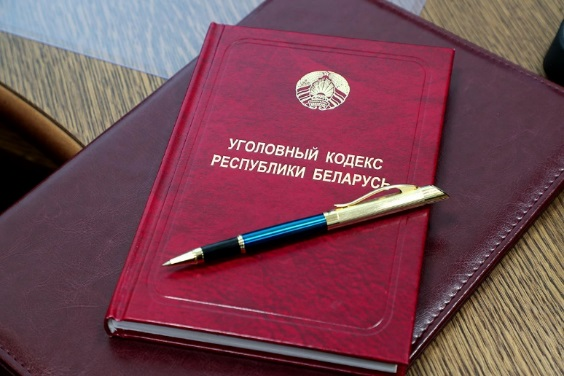 УГОЛОВНЫЙ КОДЕКС
РЕСПУБЛИКИ БЕЛАРУСЬ